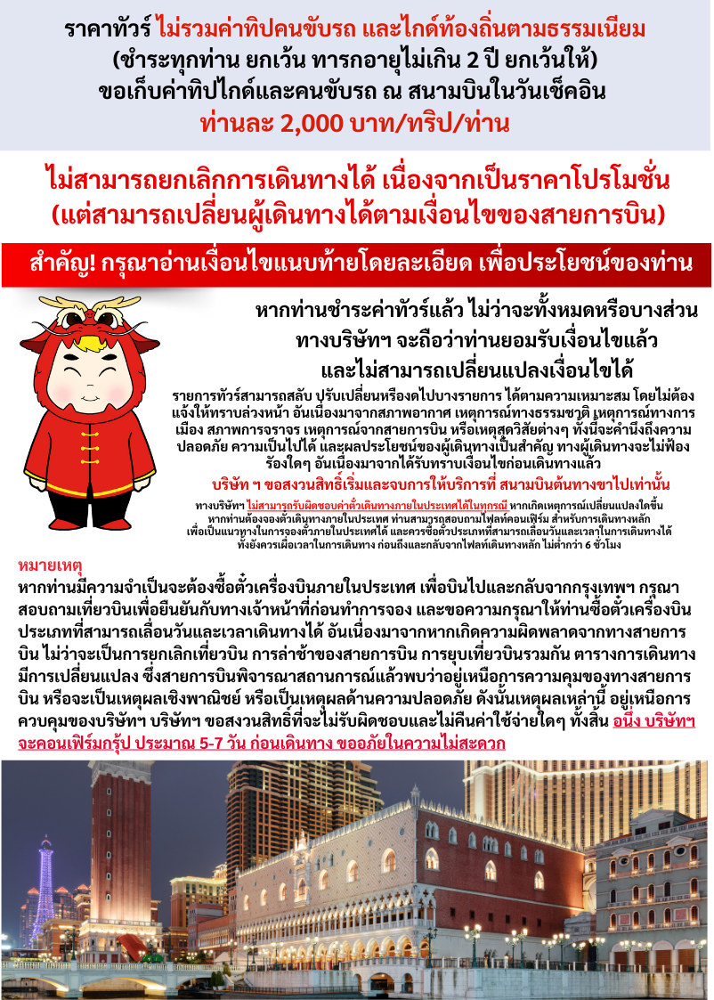 ราคาทัวร์ ไม่รวมค่าทิปคนขับรถ และไกด์ท้องถิ่นตามธรรมเนียม
(ชำระทุกท่าน ยกเว้น ทารกอายุไม่เกิน 2 ปี ยกเว้นให้)
ขอเก็บค่าทิปไกด์และคนขับรถ ณ สนามบินในวันเช็คอิน
ท่านละ 2,000 บาท/ทริป/ท่าน
ไม่สามารถยกเลิกการเดินทางได้ เนื่องจากเป็นราคาโปรโมชั่น
(แต่สามารถเปลี่ยนผู้เดินทางได้ตามเงื่อนไขของสายการบิน)
สำคัญ! กรุณาอ่านเงื่อนไขแนบท้ายโดยละเอียด เพื่อประโยชน์ของท่าน
หากท่านชำระค่าทัวร์แล้ว ไม่ว่าจะทั้งหมดหรือบางส่วน
ทางบริษัทฯ จะถือว่าท่านยอมรับเงื่อนไขแล้ว
และไม่สามารถเปลี่ยนแปลงเงื่อนไขได้
รายการทัวร์สามารถสลับ ปรับเปลี่ยนหรืองดไปบางรายการ ได้ตามความเหมาะสม โดยไม่ต้อง
แจ้งให้ทราบล่วงหน้า อันเนื่องมาจากสภาพอากาศ เหตุการณ์ทางธรรมชาติ เหตุการณ์ทางการ
เมือง สภาพการจราจร เหตุการณ์จากสายการบิน หรือเหตุสุดวิสัยต่างๆ ทั้งนี้จะคำนึงถึงความ
ปลอดภัย ความเป็นไปได้ และผลประโยชน์ของผู้เดินทางเป็นสำคัญ ทางผู้เดินทางจะไม่ฟ้อง
ร้องใดๆ อันเนื่องมาจากได้รับทราบเงื่อนไขก่อนเดินทางแล้ว
บริษัท ฯ ขอสงวนสิทธิ์เริ่มและจบการให้บริการที่ สนามบินต้นทางขาไปเท่านั้น
ทางบริษัทฯ ไม่สามารถรับผิดชอบค่าตั๋วเดินทางภายในประเทศได้ในทุกกรณี หากเกิดเหตุการณ์เปลี่ยนแปลงใดขึ้น
หากท่านต้องจองตั๋วเดินทางภายในประเทศ ท่านสามารถสอบถามไฟลท์คอนเฟิร์ม สำหรับการเดินทางหลัก
เพื่อเป็นแนวทางในการจองตั๋วภายในประเทศได้ และควรซื้อตั๋วประเภทที่สามารถเลื่อนวันและเวลาในการเดินทางได้
ทั้งยังควรเผื่อเวลาในการเดินทาง ก่อนถึงและกลับจากไฟลท์เดินทางหลัก ไม่ต่ำกว่า 6 ชั่วโมง
หมายเหตุ
หากท่านมีความจำเป็นจะต้องซื้อตั๋วเครื่องบินภายในประเทศ เพื่อบินไปและกลับจากกรุงเทพฯ กรุณา
สอบถามเที่ยวบินเพื่อยืนยันกับทางเจ้าหน้าที่ก่อนทำการจอง และขอความกรุณาให้ท่านซื้อตั๋วเครื่องบิน
ประเภทที่สามารถเลื่อนวันและเวลาเดินทางได้ อันเนื่องมาจากหากเกิดความผิดพลาดจากทางสายการ
บิน ไม่ว่าจะเป็นการยกเลิกเที่ยวบิน การล่าช้าของสายการบิน การยุบเที่ยวบินรวมกัน ตารางการเดินทาง
มีการเปลี่ยนแปลง ซึ่งสายการบินพิจารณาสถานการณ์แล้วพบว่าอยู่เหนือการความคุมของทางสายการ
บิน หรือจะเป็นเหตุผลเชิงพาณิชย์ หรือเป็นเหตุผลด้านความปลอดภัย ดังนั้นเหตุผลเหล่านี้ อยู่เหนือการ
ควบคุมของบริษัทฯ บริษัทฯ ขอสงวนสิทธิ์ที่จะไม่รับผิดชอบและไม่คืนค่าใช้จ่ายใดๆ ทั้งสิ้น อนึ่ง บริษัทฯ
จะคอนเฟิร์มกรุ้ป ประมาณ 5-7 วัน ก่อนเดินทาง ขออภัยในความไม่สะดวก